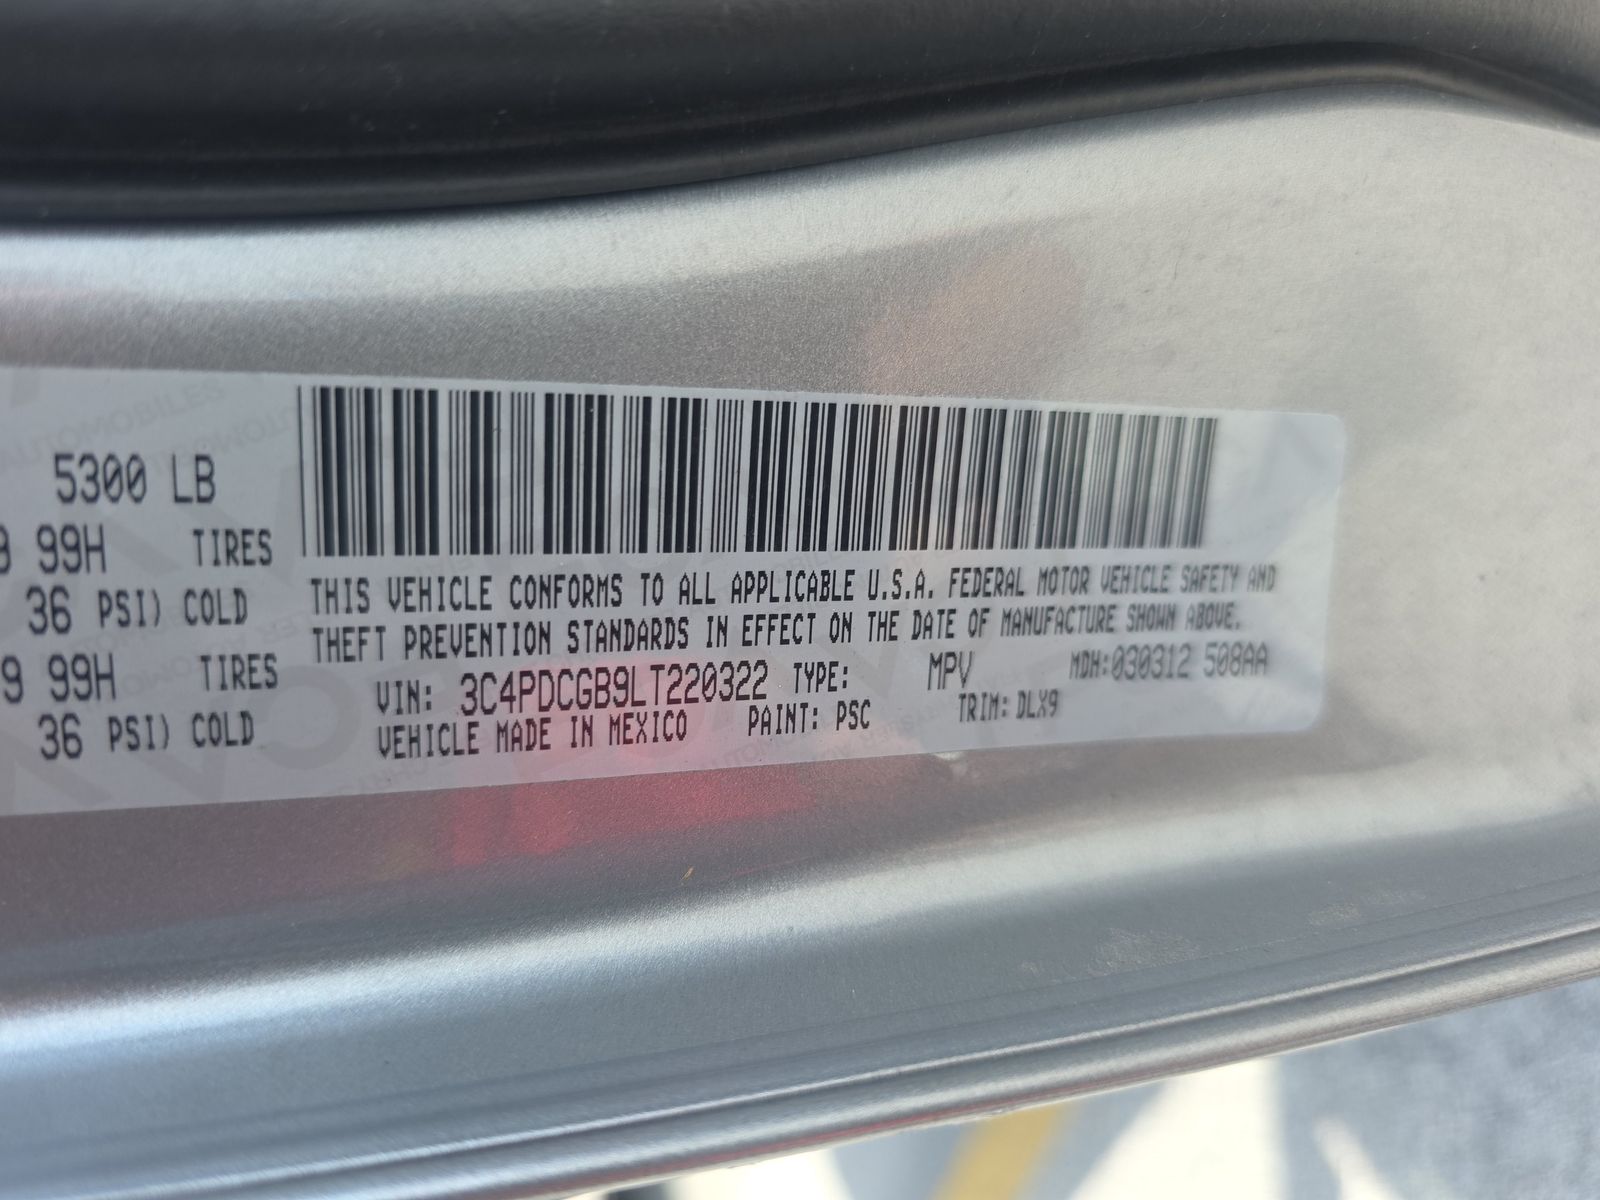 5300 LB
99H TIRES
36 PSI) COLD
9 99H TIRES
36 PSI) COLD
THIS VEHICLE CONFORMS TO ALL APPLICABLE U.S.A. FEDERAL MOTOR VEHICLE SAFETY AND
THEFT PREVENTION STANDARDS IN EFFECT ON THE DATE OF MANUFACTURE SHOWN ABOVE.
VIN: 3C4PDCGB9LT220322 TYPE: MPV MDH:030312 508AA
VEHICLE MADE IN MEXICO PAINT: PSC TRIM: DLX9